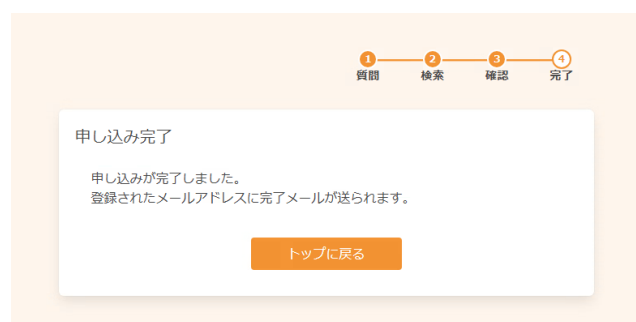 1 2 3 4
質問 検索 確認 完了
申し込み完了
申し込みが完了しました。
登録されたメールアドレスに完了メールが送られます。
トップに戻る